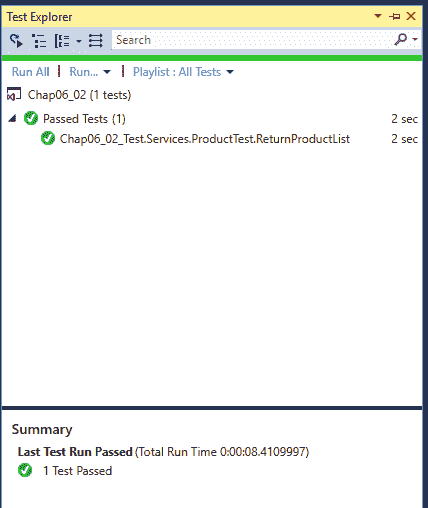 Test Explorer
Search
Run All Run... Playlist : All Tests
Chap06_02 (1 tests)
Passed Tests (1) 2 sec
Chap06_02_Test.Services.ProductTest.ReturnProductList 2 sec
Summary
Last Test Run Passed (Total Run Time 0:00:08.4109997)
1 Test Passed